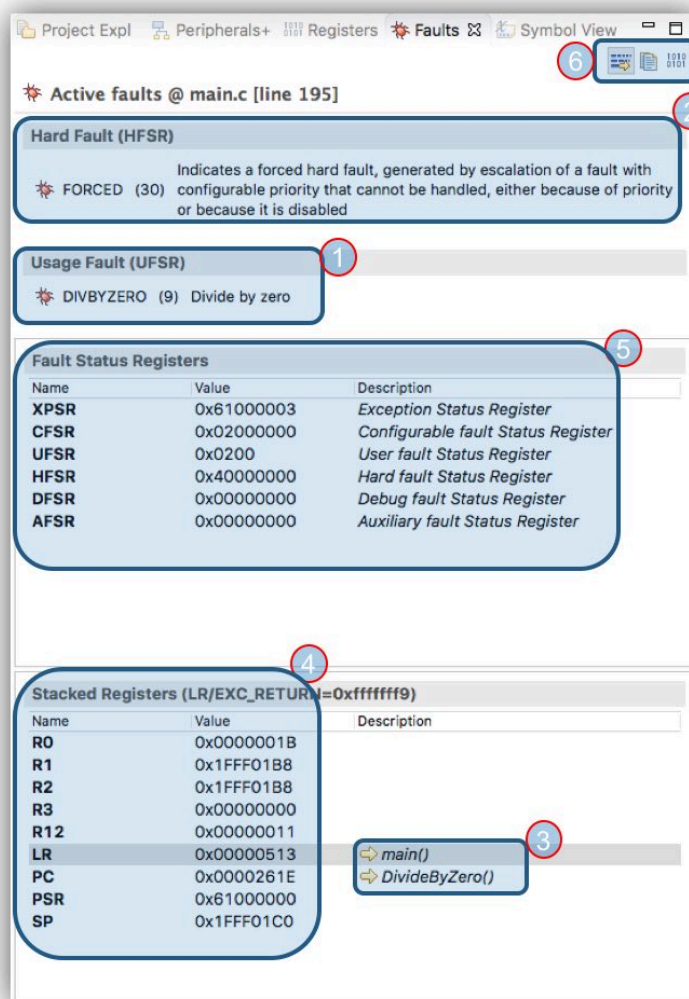 Project Expl Peripherals+ 1010 0101 Registers Faults Symbol View
6 1010 0101
Active faults @ main.c [line 195]
2
Hard Fault (HFSR)
Indicates a forced hard fault, generated by escalation of a fault with
FORCED (30) configurable priority that cannot be handled, either because of priority
or because it is disabled
1
Usage Fault (UFSR)
DIVBYZERO (9) Divide by zero
5
Fault Status Registers
Name Value Description
XPSR 0x61000003 Exception Status Register
CFSR 0x02000000 Configurable fault Status Register
UFSR 0x0200 User fault Status Register
HFSR 0x40000000 Hard fault Status Register
DFSR 0x00000000 Debug fault Status Register
AFSR 0x00000000 Auxiliary fault Status Register
4
Stacked Registers (LR/EXC_RETURN=0xfffffff9)
Name Value Description
R0 0x0000001B
R1 0x1FFF01B8
R2 0x1FFF01B8
R3 0x00000000
R12 0x00000011
3
LR 0x00000513 main()
PC 0x0000261E DivideByZero()
PSR 0x61000000
SP 0x1FFF01C0